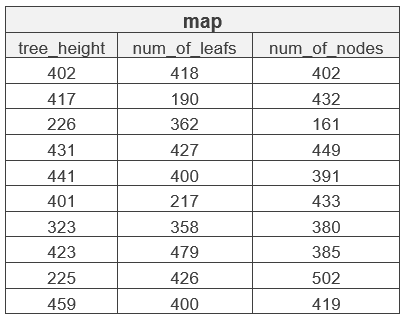 map
tree_height num_of_leafs num_of_nodes
402 418 402
417 190 432
226 362 161
431 427 449
441 400 391
401 217 433
323 358 380
423 479 385
225 426 502
459 400 419